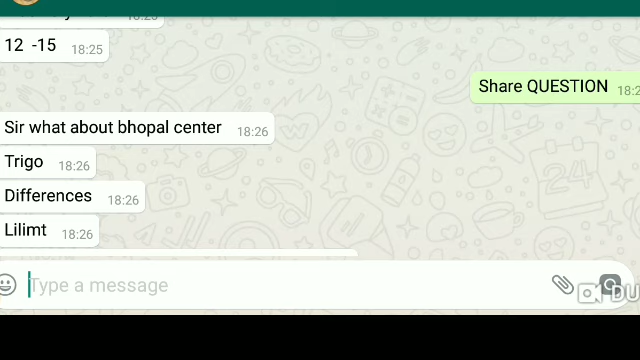 12 -15 18:25
Share QUESTION
Sir what about bhopal center 18:26
Trigo 18:26
Differences 18:26
Lilimt 18:26
Type a message
DU